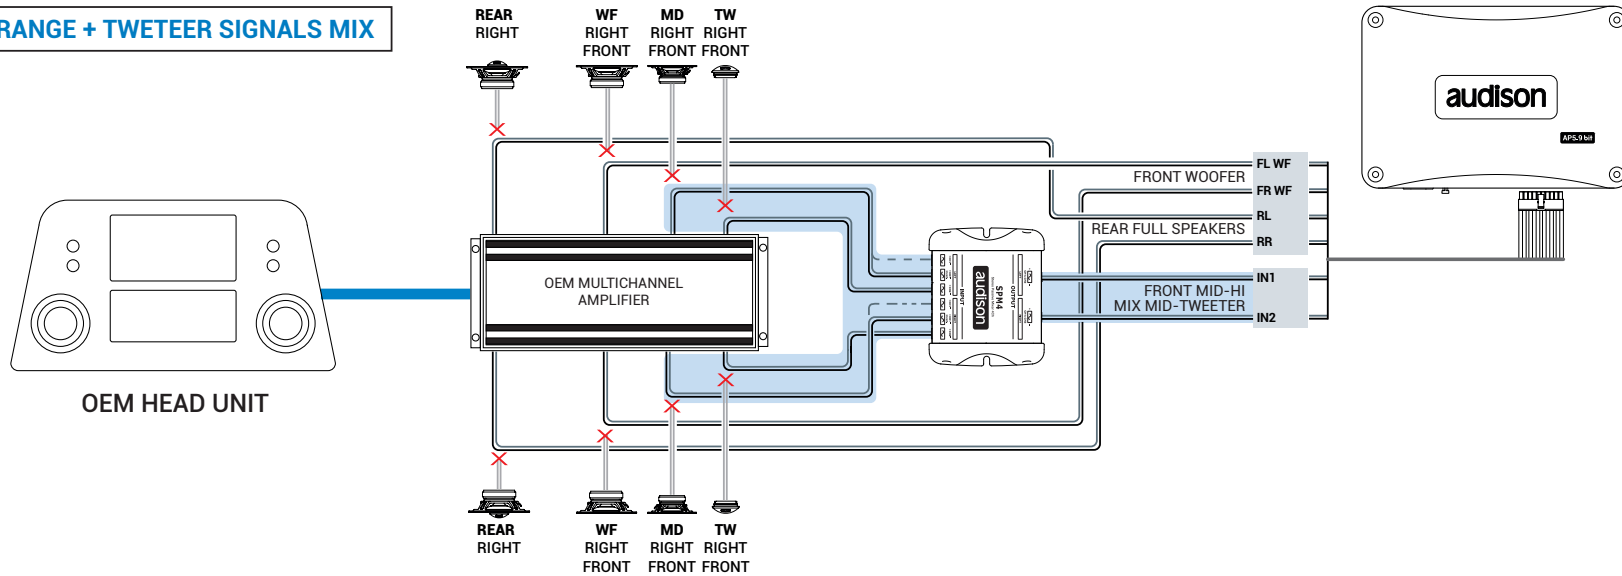 RANGE + TWETEER SIGNALS MIX
REAR
RIGHT
WF
RIGHT
FRONT
MD
RIGHT
FRONT
TW
RIGHT
FRONT
audison
AP5.9 bit
FL WF
FRONT WOOFER
FR WF
RL
REAR FULL SPEAKERS
RR
IN1
FRONT MID-HI
MIX MID-TWEETER
IN2
OEM MULTICHANNEL
AMPLIFIER
SPM4
audison
INPUT
OUTPUT
OEM HEAD UNIT
REAR
RIGHT
WF
RIGHT
FRONT
MD
RIGHT
FRONT
TW
RIGHT
FRONT